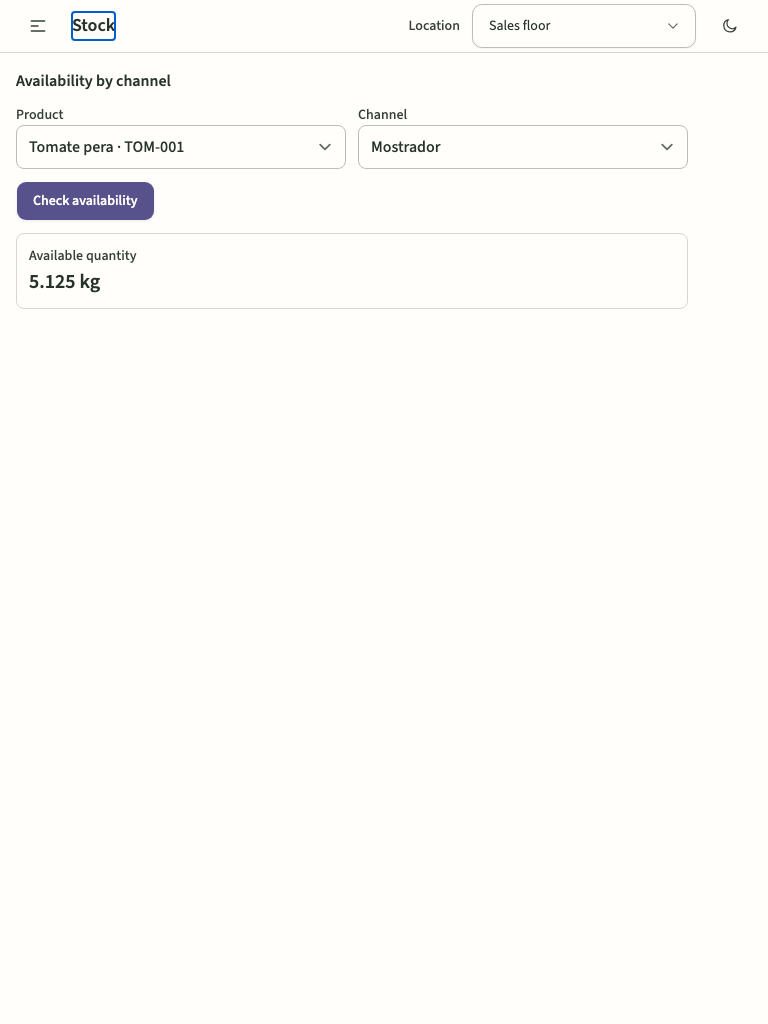 Stock
Location
Sales floor
Availability by channel
Product
Channel
Tomate pera · TOM-001
Mostrador
Check availability
Available quantity
5.125 kg